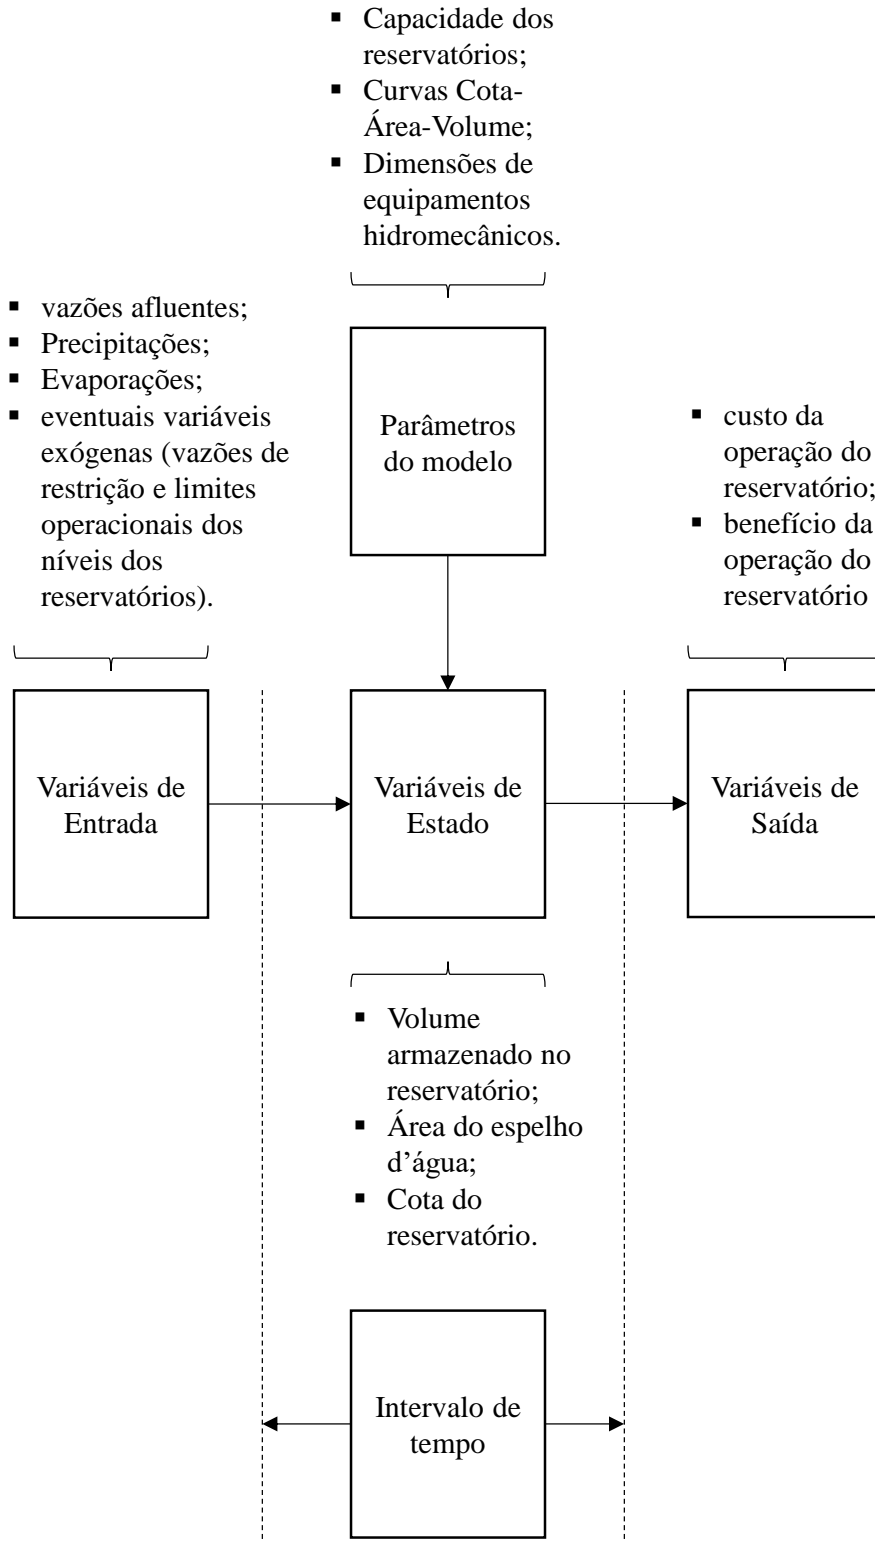 ▪ Capacidade dos
reservatórios;
▪ Curvas Cota-
Área-Volume;
▪ Dimensões de
equipamentos
hidromecânicos.
▪ vazões afluentes;
▪ Precipitações;
▪ Evaporações;
▪ eventuais variáveis
exógenas (vazões de
restrição e limites
operacionais dos
níveis dos
reservatórios).
Parâmetros
do modelo
▪ custo da
operação do
reservatório;
▪ benefício da
operação do
reservatório
Variáveis de
Entrada
Variáveis de
Estado
Variáveis de
Saída
▪ Volume
armazenado no
reservatório;
▪ Área do espelho
d’água;
▪ Cota do
reservatório.
Intervalo de
tempo